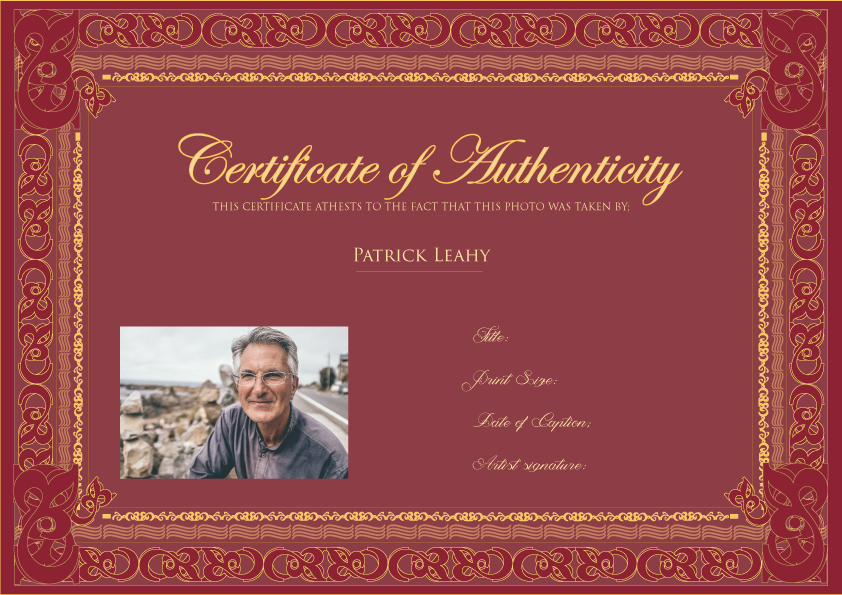 Certificate of Authenticity
THIS CERTIFICATE ATHESTS TO THE FACT THAT THIS PHOTO WAS TAKEN BY;
Patrick Leahy
Title:
Print Size:
Date of Caption;
Artist signature: